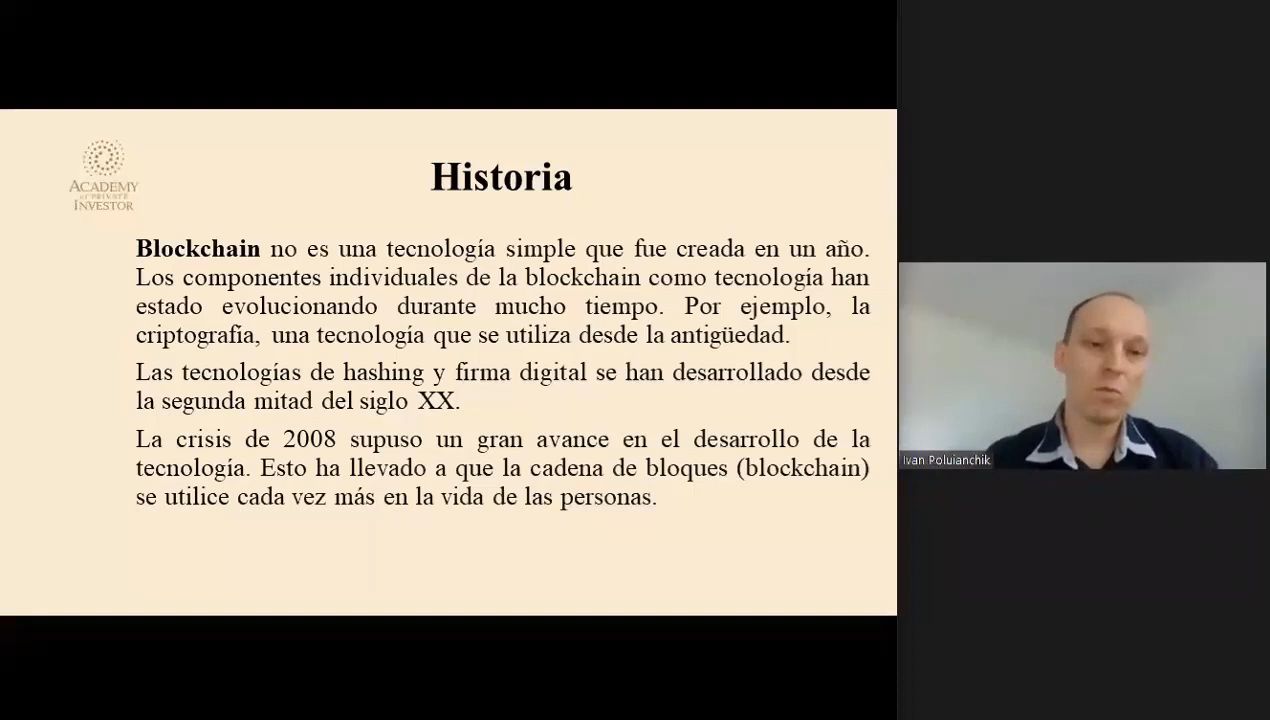 ACADEMY
OF PRIVATE
INVESTOR
Historia
Blockchain no es una tecnología simple que fue creada en un año.
Los componentes individuales de la blockchain como tecnología han
estado evolucionando durante mucho tiempo. Por ejemplo, la
criptografía, una tecnología que se utiliza desde la antigüedad.
Las tecnologías de hashing y firma digital se han desarrollado desde
la segunda mitad del siglo XX.
La crisis de 2008 supuso un gran avance en el desarrollo de la
tecnología. Esto ha llevado a que la cadena de bloques (blockchain)
se utilice cada vez más en la vida de las personas.
Ivan Poluianchik